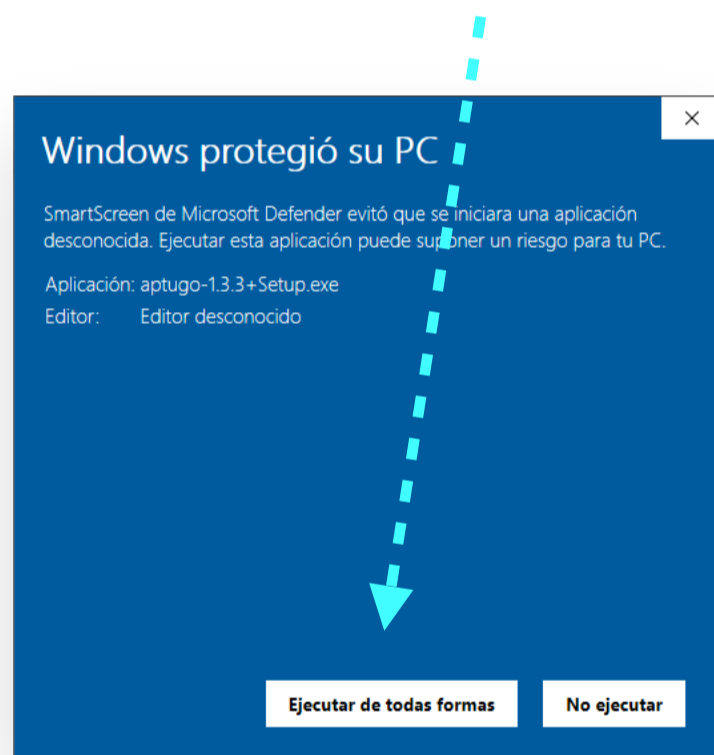 Windows protegió su PC
SmartScreen de Microsoft Defender evitó que se iniciara una aplicación
desconocida. Ejecutar esta aplicación puede suponer un riesgo para tu PC.
Aplicación: aptugo-1.3.3+Setup.exe
Editor: Editor desconocido
Ejecutar de todas formas
No ejecutar